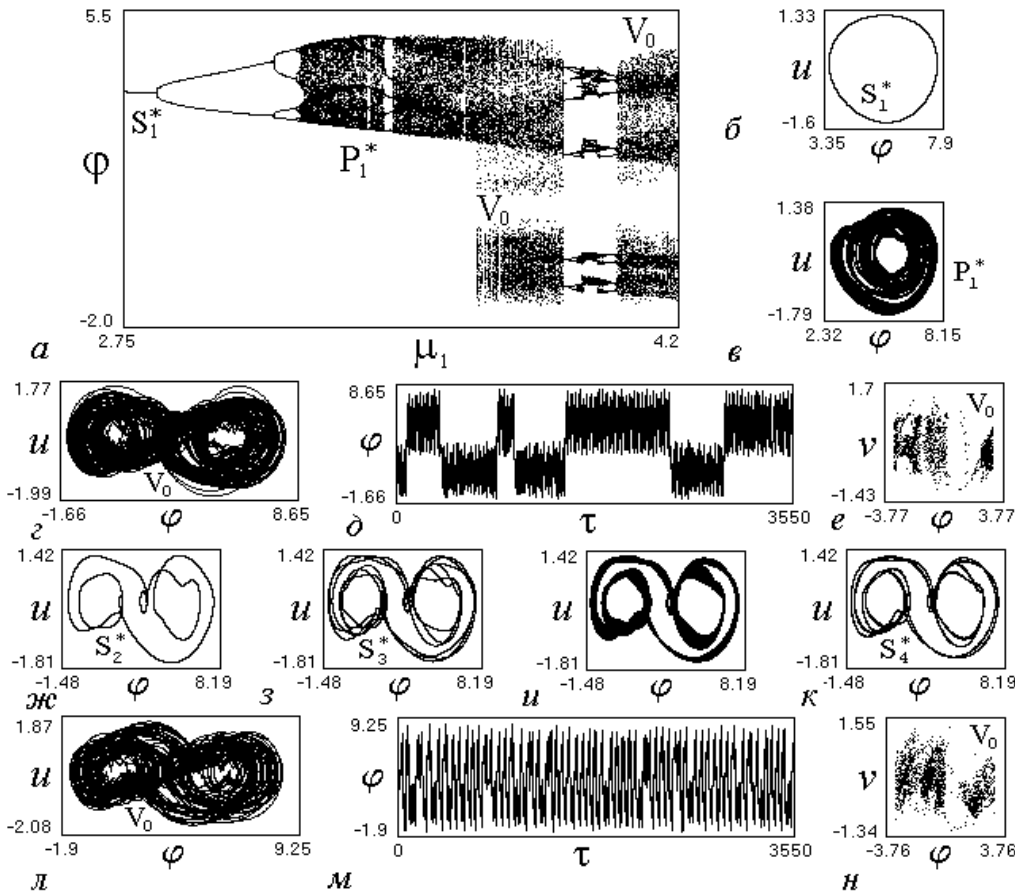 5.5
V₀
S₁*
φ
P₁*
V₀
-2.0
2.75
μ₁
4.2
а
1.33
u
S₁*
-1.6
3.35
φ
7.9
б
1.38
u
P₁*
-1.79
2.32
φ
8.15
в
1.77
u
V₀
-1.99
-1.66
φ
8.65
г
8.65
φ
-1.66
0
τ
3550
д
1.7
V₀
v
-1.43
-3.77
φ
3.77
е
1.42
u
S₂*
-1.81
-1.48
φ
8.19
ж
1.42
u
S₃*
-1.81
-1.48
φ
8.19
з
1.42
u
-1.81
-1.48
φ
8.19
и
1.42
u
S₄*
-1.81
-1.48
φ
8.19
к
1.87
u
V₀
-2.08
-1.9
φ
9.25
л
9.25
φ
-1.9
0
τ
3550
м
1.55
V₀
v
-1.34
-3.76
φ
3.76
н